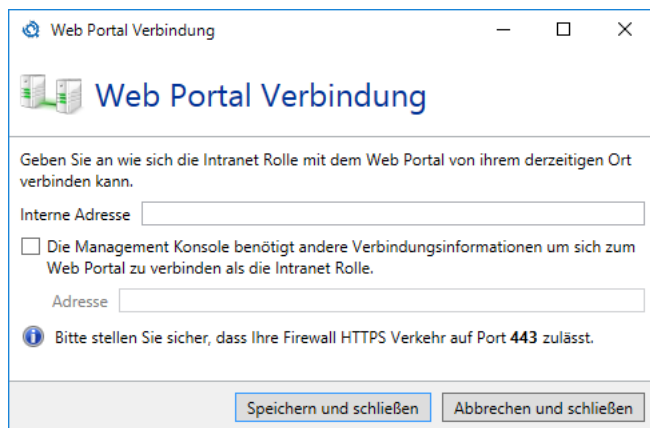 Web Portal Verbindung
Web Portal Verbindung
Geben Sie an wie sich die Intranet Rolle mit dem Web Portal von ihrem derzeitigen Ort
verbinden kann.
Interne Adresse
Die Management Konsole benötigt andere Verbindungsinformationen um sich zum
Web Portal zu verbinden als die Intranet Rolle.
Adresse
Bitte stellen Sie sicher, dass Ihre Firewall HTTPS Verkehr auf Port 443 zulässt.
Speichern und schließen Abbrechen und schließen